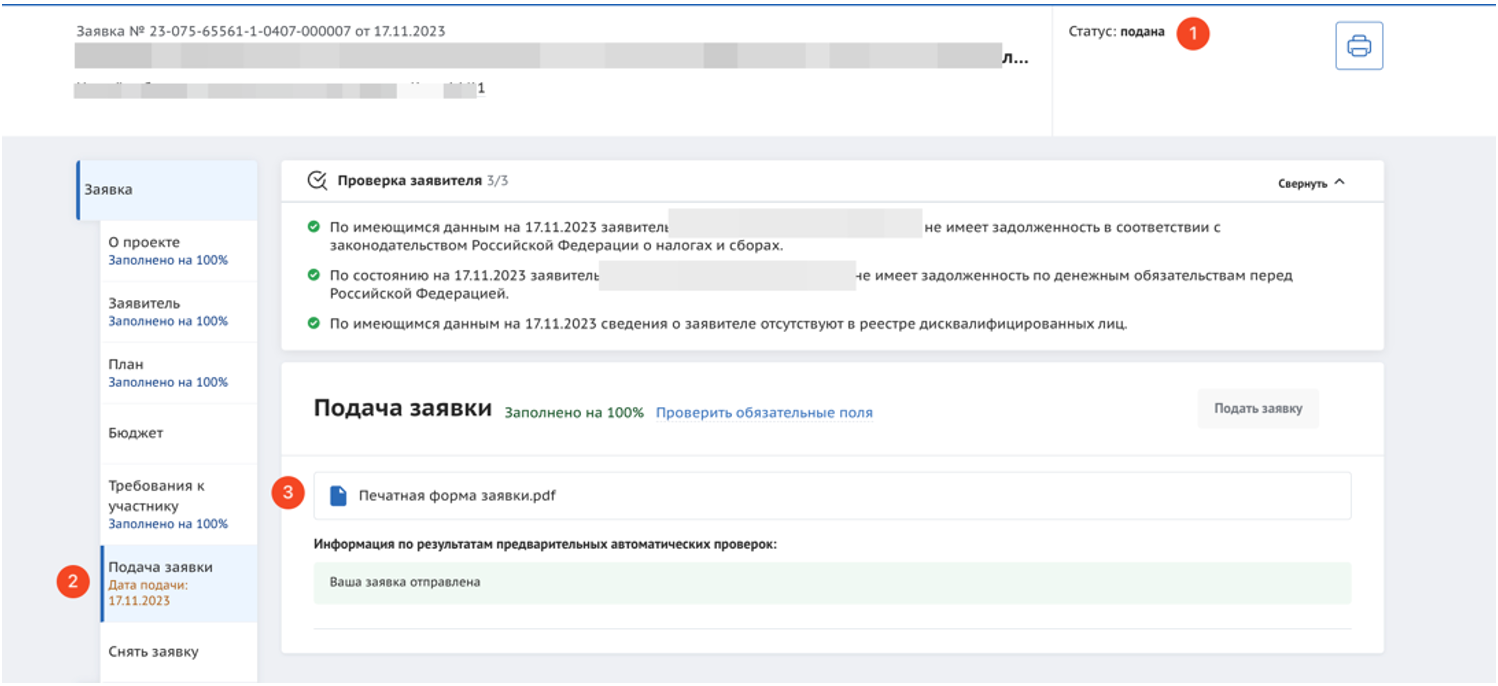 Заявка № 23-075-65561-1-0407-000007 от 17.11.2023
л...
1
Статус: подана
1
Заявка
О проекте
Заполнено на 100%
Заявитель
Заполнено на 100%
План
Заполнено на 100%
Бюджет
Требования к
участнику
Заполнено на 100%
2
Подача заявки
Дата подачи:
17.11.2023
Снять заявку
Проверка заявителя 3/3
Свернуть
По имеющимся данным на 17.11.2023 заявитель не имеет задолженность в соответствии с
законодательством Российской Федерации о налогах и сборах.
По состоянию на 17.11.2023 заявитель не имеет задолженность по денежным обязательствам перед
Российской Федерацией.
По имеющимся данным на 17.11.2023 сведения о заявителе отсутствуют в реестре дисквалифицированных лиц.
Подача заявки Заполнено на 100% Проверить обязательные поля
Подать заявку
3
Печатная форма заявки.pdf
Информация по результатам предварительных автоматических проверок:
Ваша заявка отправлена